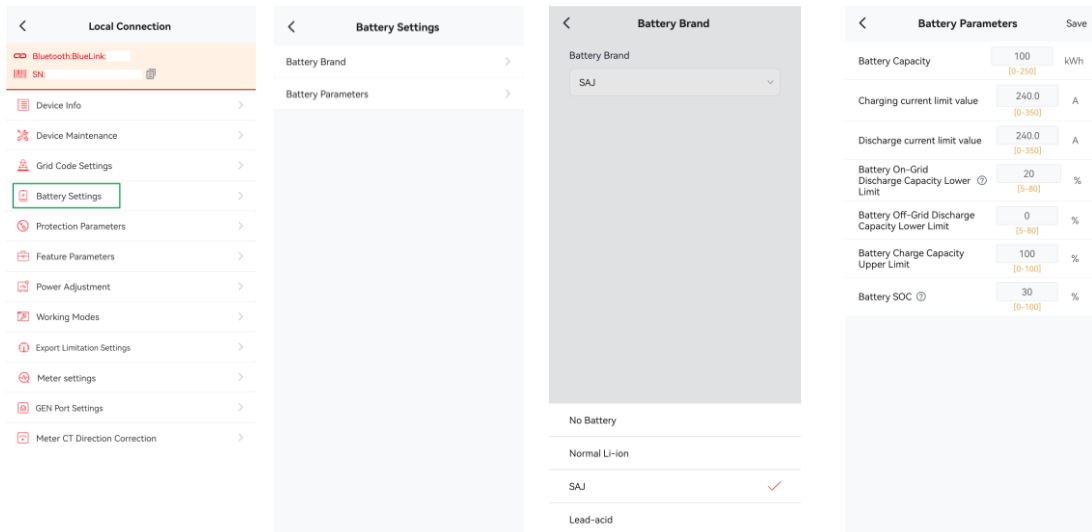 Local Connection
Bluetooth:BlueLink:
SN:
Device Info
Device Maintenance
Grid Code Settings
Battery Settings
Protection Parameters
Feature Parameters
Power Adjustment
Working Modes
Export Limitation Settings
Meter settings
GEN Port Settings
Meter CT Direction Correction
Battery Settings
Battery Brand
Battery Parameters
Battery Brand
Battery Brand
SAJ
No Battery
Normal Li-ion
SAJ
Lead-acid
Battery Parameters Save
Battery Capacity 100 kWh
[0-250]
Charging current limit value 240.0 A
[0-350]
Discharge current limit value 240.0 A
[0-350]
Battery On-Grid
Discharge Capacity Lower
Limit
20 %
[5-80]
Battery Off-Grid Discharge
Capacity Lower Limit
0 %
[5-80]
Battery Charge Capacity
Upper Limit
100 %
[0-100]
Battery SOC 30 %
[0-100]